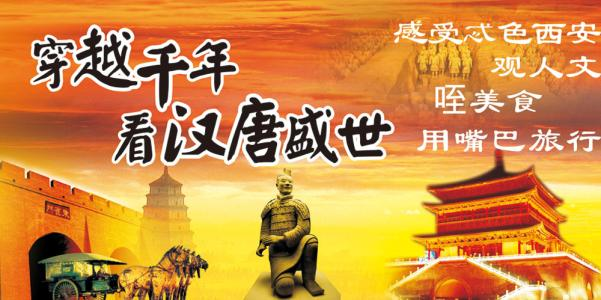 穿越千年
看汉唐盛世
感受忒色西安
观人文
咥美食
用嘴巴旅行